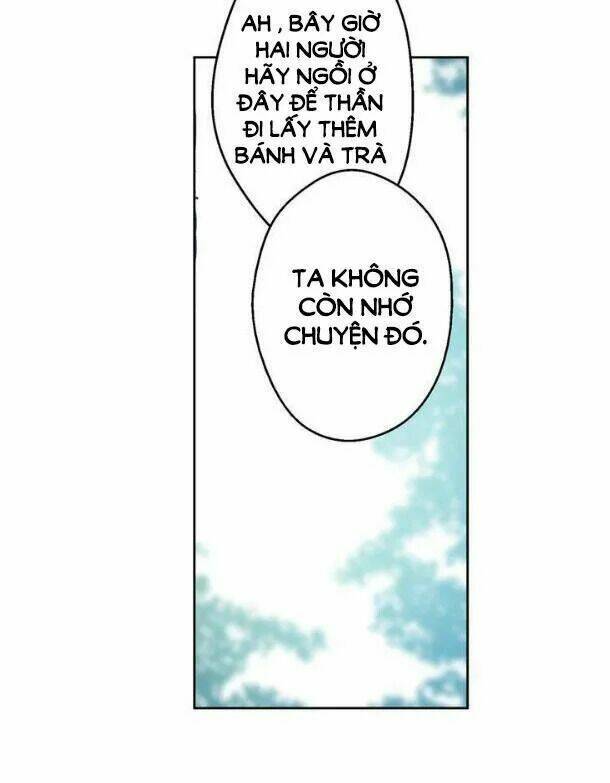 AH , BÂY GIỜ
HAI NGƯỜI
HÃY NGỒI Ở
ĐÂY ĐỂ THẦN
ĐI LẤY THÊM
BÁNH VÀ TRÀ
TA KHÔNG
CÒN NHỚ
CHUYỆN ĐÓ.